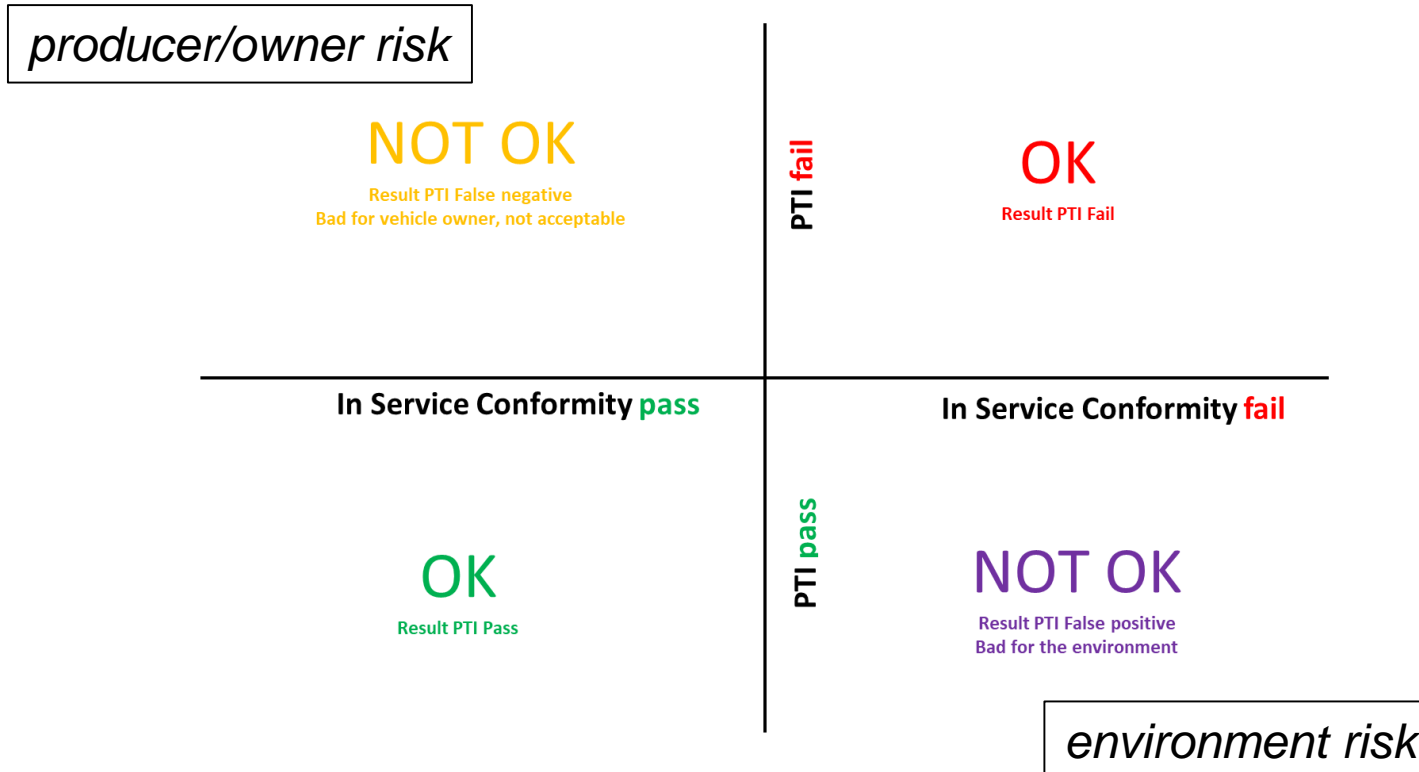 producer/owner risk
NOT OK
Result PTI False negative
Bad for vehicle owner, not acceptable
PTI fail
OK
Result PTI Fail
In Service Conformity pass
In Service Conformity fail
OK
Result PTI Pass
PTI pass
NOT OK
Result PTI False positive
Bad for the environment
environment risk